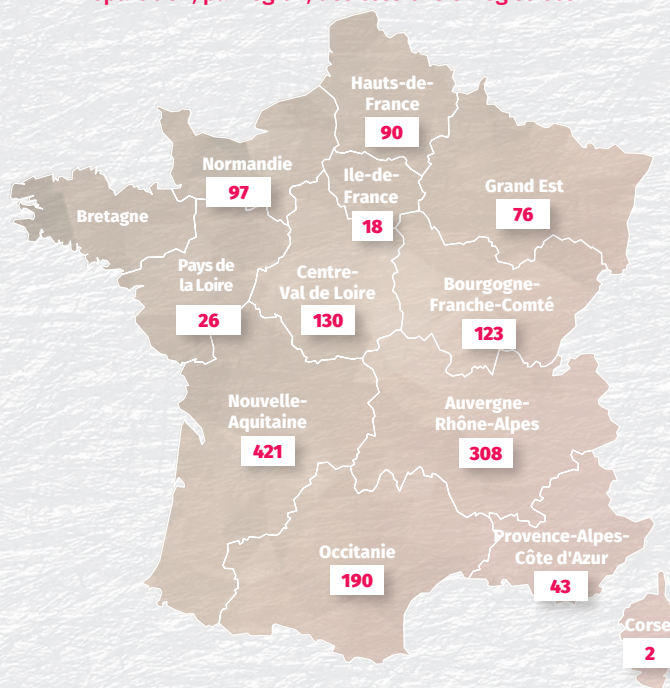 Hauts-de-
France
90
Normandie
97
Ile-de-
France
18
Grand Est
76
Bretagne
Pays de
la Loire
26
Centre-
Val de Loire
130
Bourgogne-
Franche-Comté
123
Nouvelle-
Aquitaine
421
Auvergne-
Rhône-Alpes
308
Occitanie
190
Provence-Alpes-
Côte d'Azur
43
Corse
2